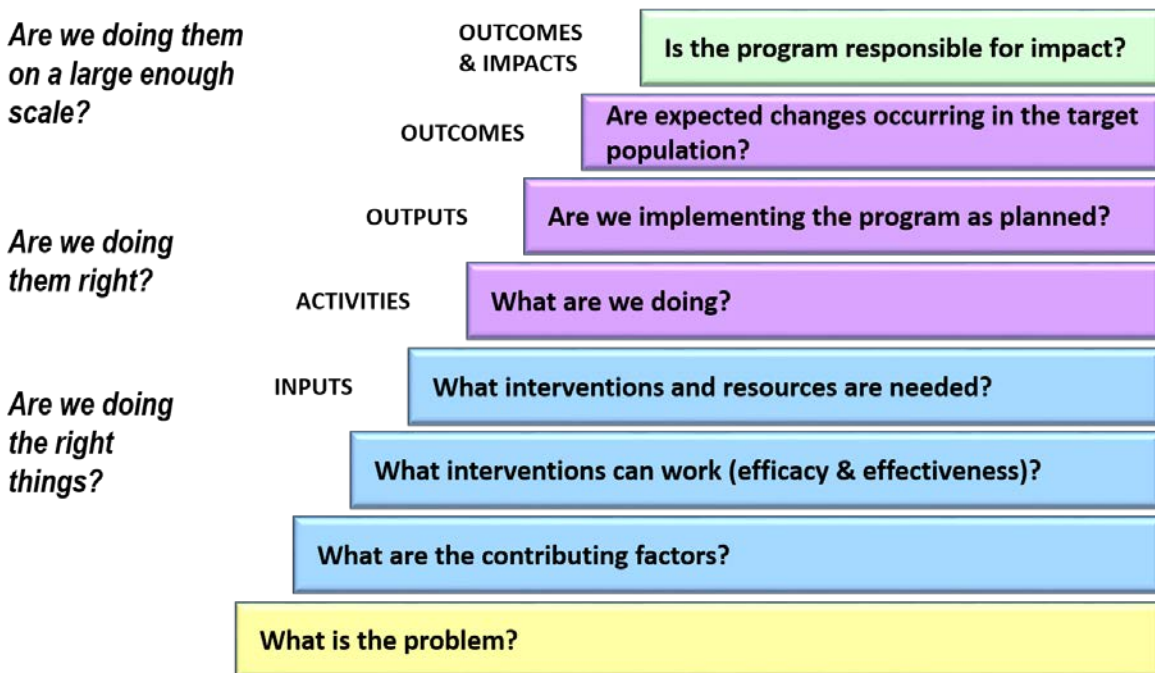 Are we doing them
on a large enough
scale?
OUTCOMES
& IMPACTS
Is the program responsible for impact?
OUTCOMES
Are expected changes occurring in the target
population?
OUTPUTS
Are we implementing the program as planned?
Are we doing
them right?
ACTIVITIES
What are we doing?
INPUTS
What interventions and resources are needed?
Are we doing
the right
things?
What interventions can work (efficacy & effectiveness)?
What are the contributing factors?
What is the problem?